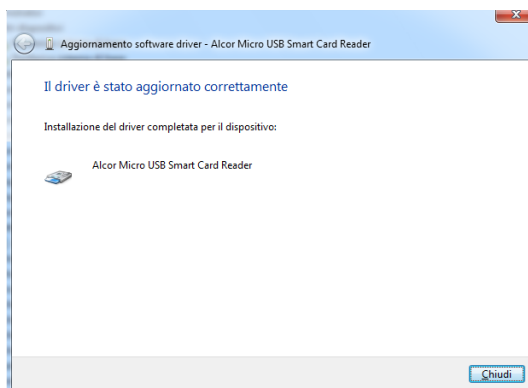 Aggiornamento software driver - Alcor Micro USB Smart Card Reader
Il driver è stato aggiornato correttamente
Installazione del driver completata per il dispositivo:
Alcor Micro USB Smart Card Reader
Chiudi